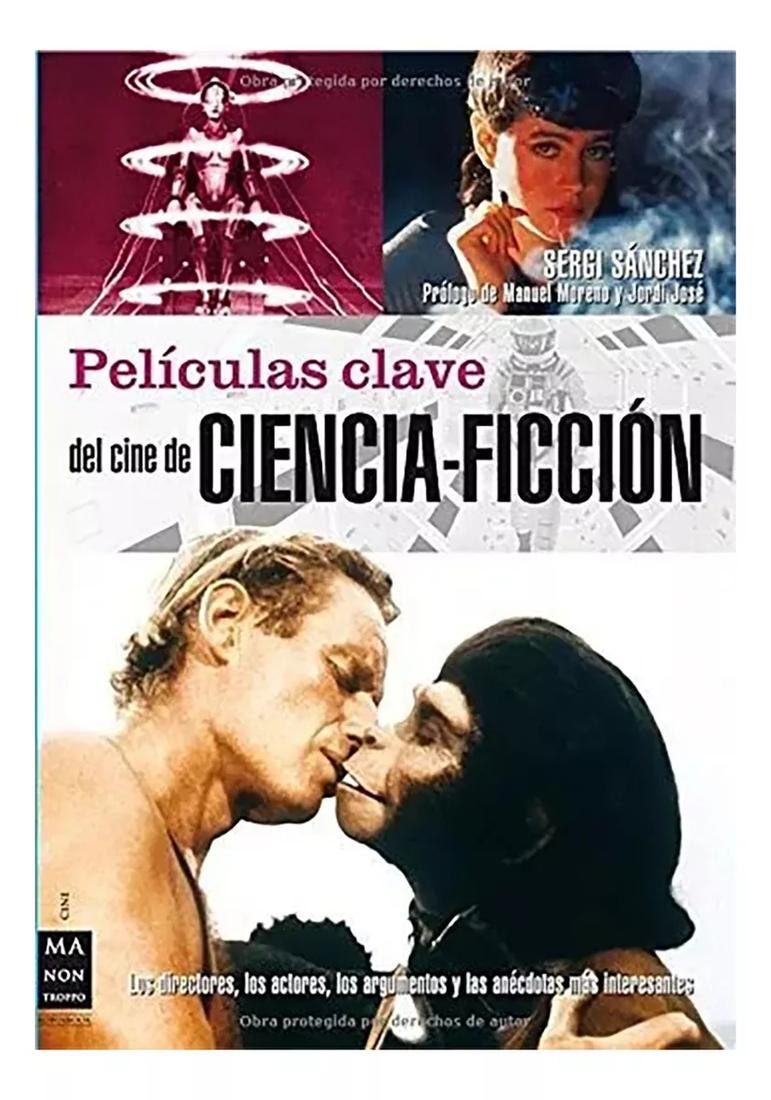 Obra protegida por derechos de autor
SERGI SÁNCHEZ
Prólogo de Manuel Moreno y Jordi José
Películas clave
del cine de CIENCIA-FICCIÓN
CINE
MA
NON
TROPPO
Los directores, los actores, los argumentos y las anécdotas más interesantes
Obra protegida por derechos de autor